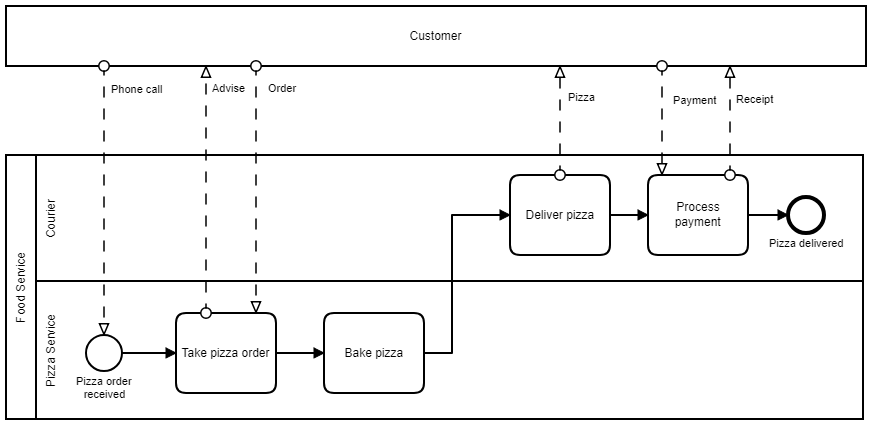 Customer
Phone call
Advise
Order
Pizza
Payment
Receipt
Food Service
Courier
Deliver pizza
Process
payment
Pizza delivered
Pizza Service
Pizza order
received
Take pizza order
Bake pizza